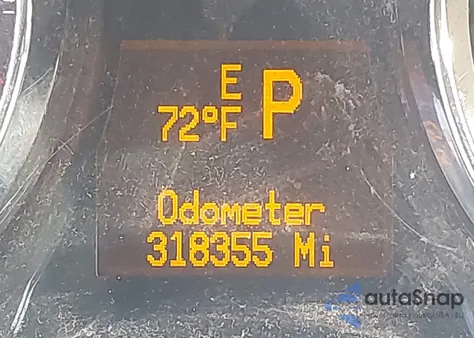 E
P
72°F
Odometer
318355 Mi
autoSnap